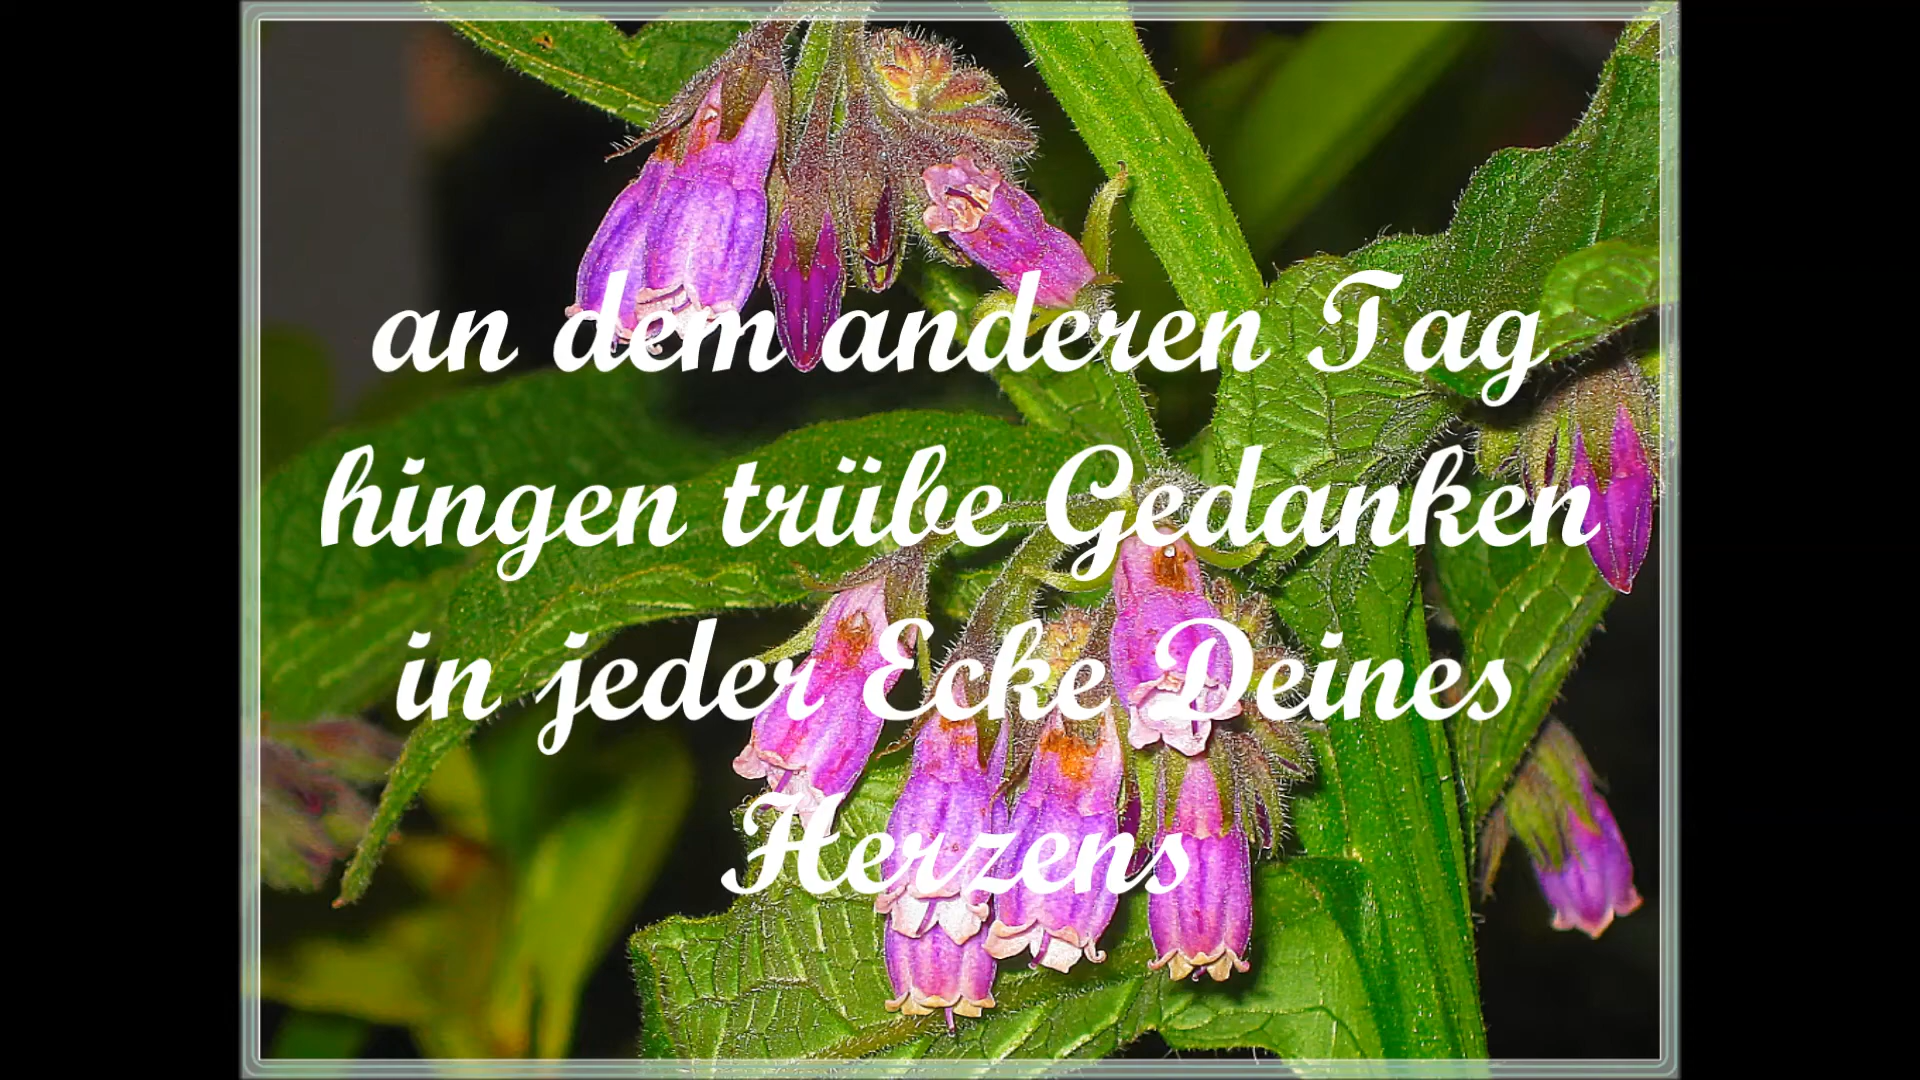 an dem anderen Tag
hingen trübe Gedanken
in jeder Ecke Deines
Herzens